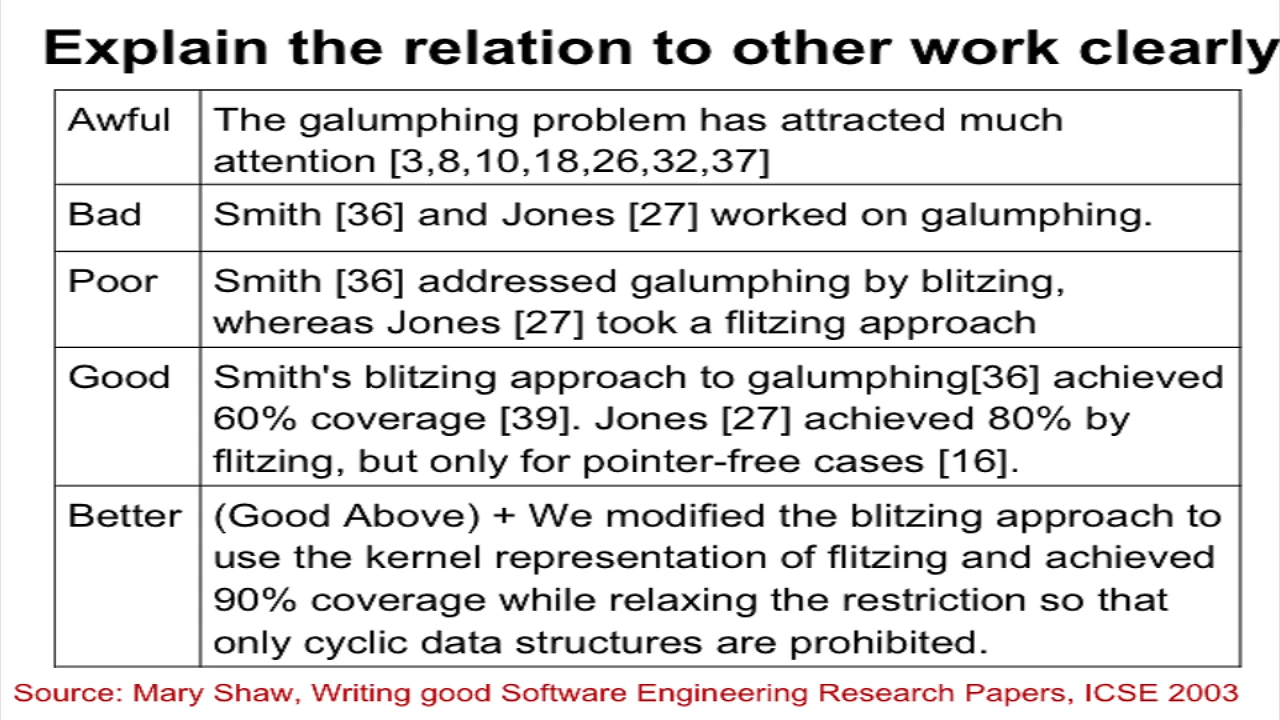 Explain the relation to other work clearly
Awful
The galumphing problem has attracted much
attention [3,8,10,18,26,32,37]
Bad
Smith [36] and Jones [27] worked on galumphing.
Poor
Smith [36] addressed galumphing by blitzing,
whereas Jones [27] took a flitzing approach
Good
Smith's blitzing approach to galumphing[36] achieved
60% coverage [39]. Jones [27] achieved 80% by
flitzing, but only for pointer-free cases [16].
Better
(Good Above) + We modified the blitzing approach to
use the kernel representation of flitzing and achieved
90% coverage while relaxing the restriction so that
only cyclic data structures are prohibited.
Source: Mary Shaw, Writing good Software Engineering Research Papers, ICSE 2003